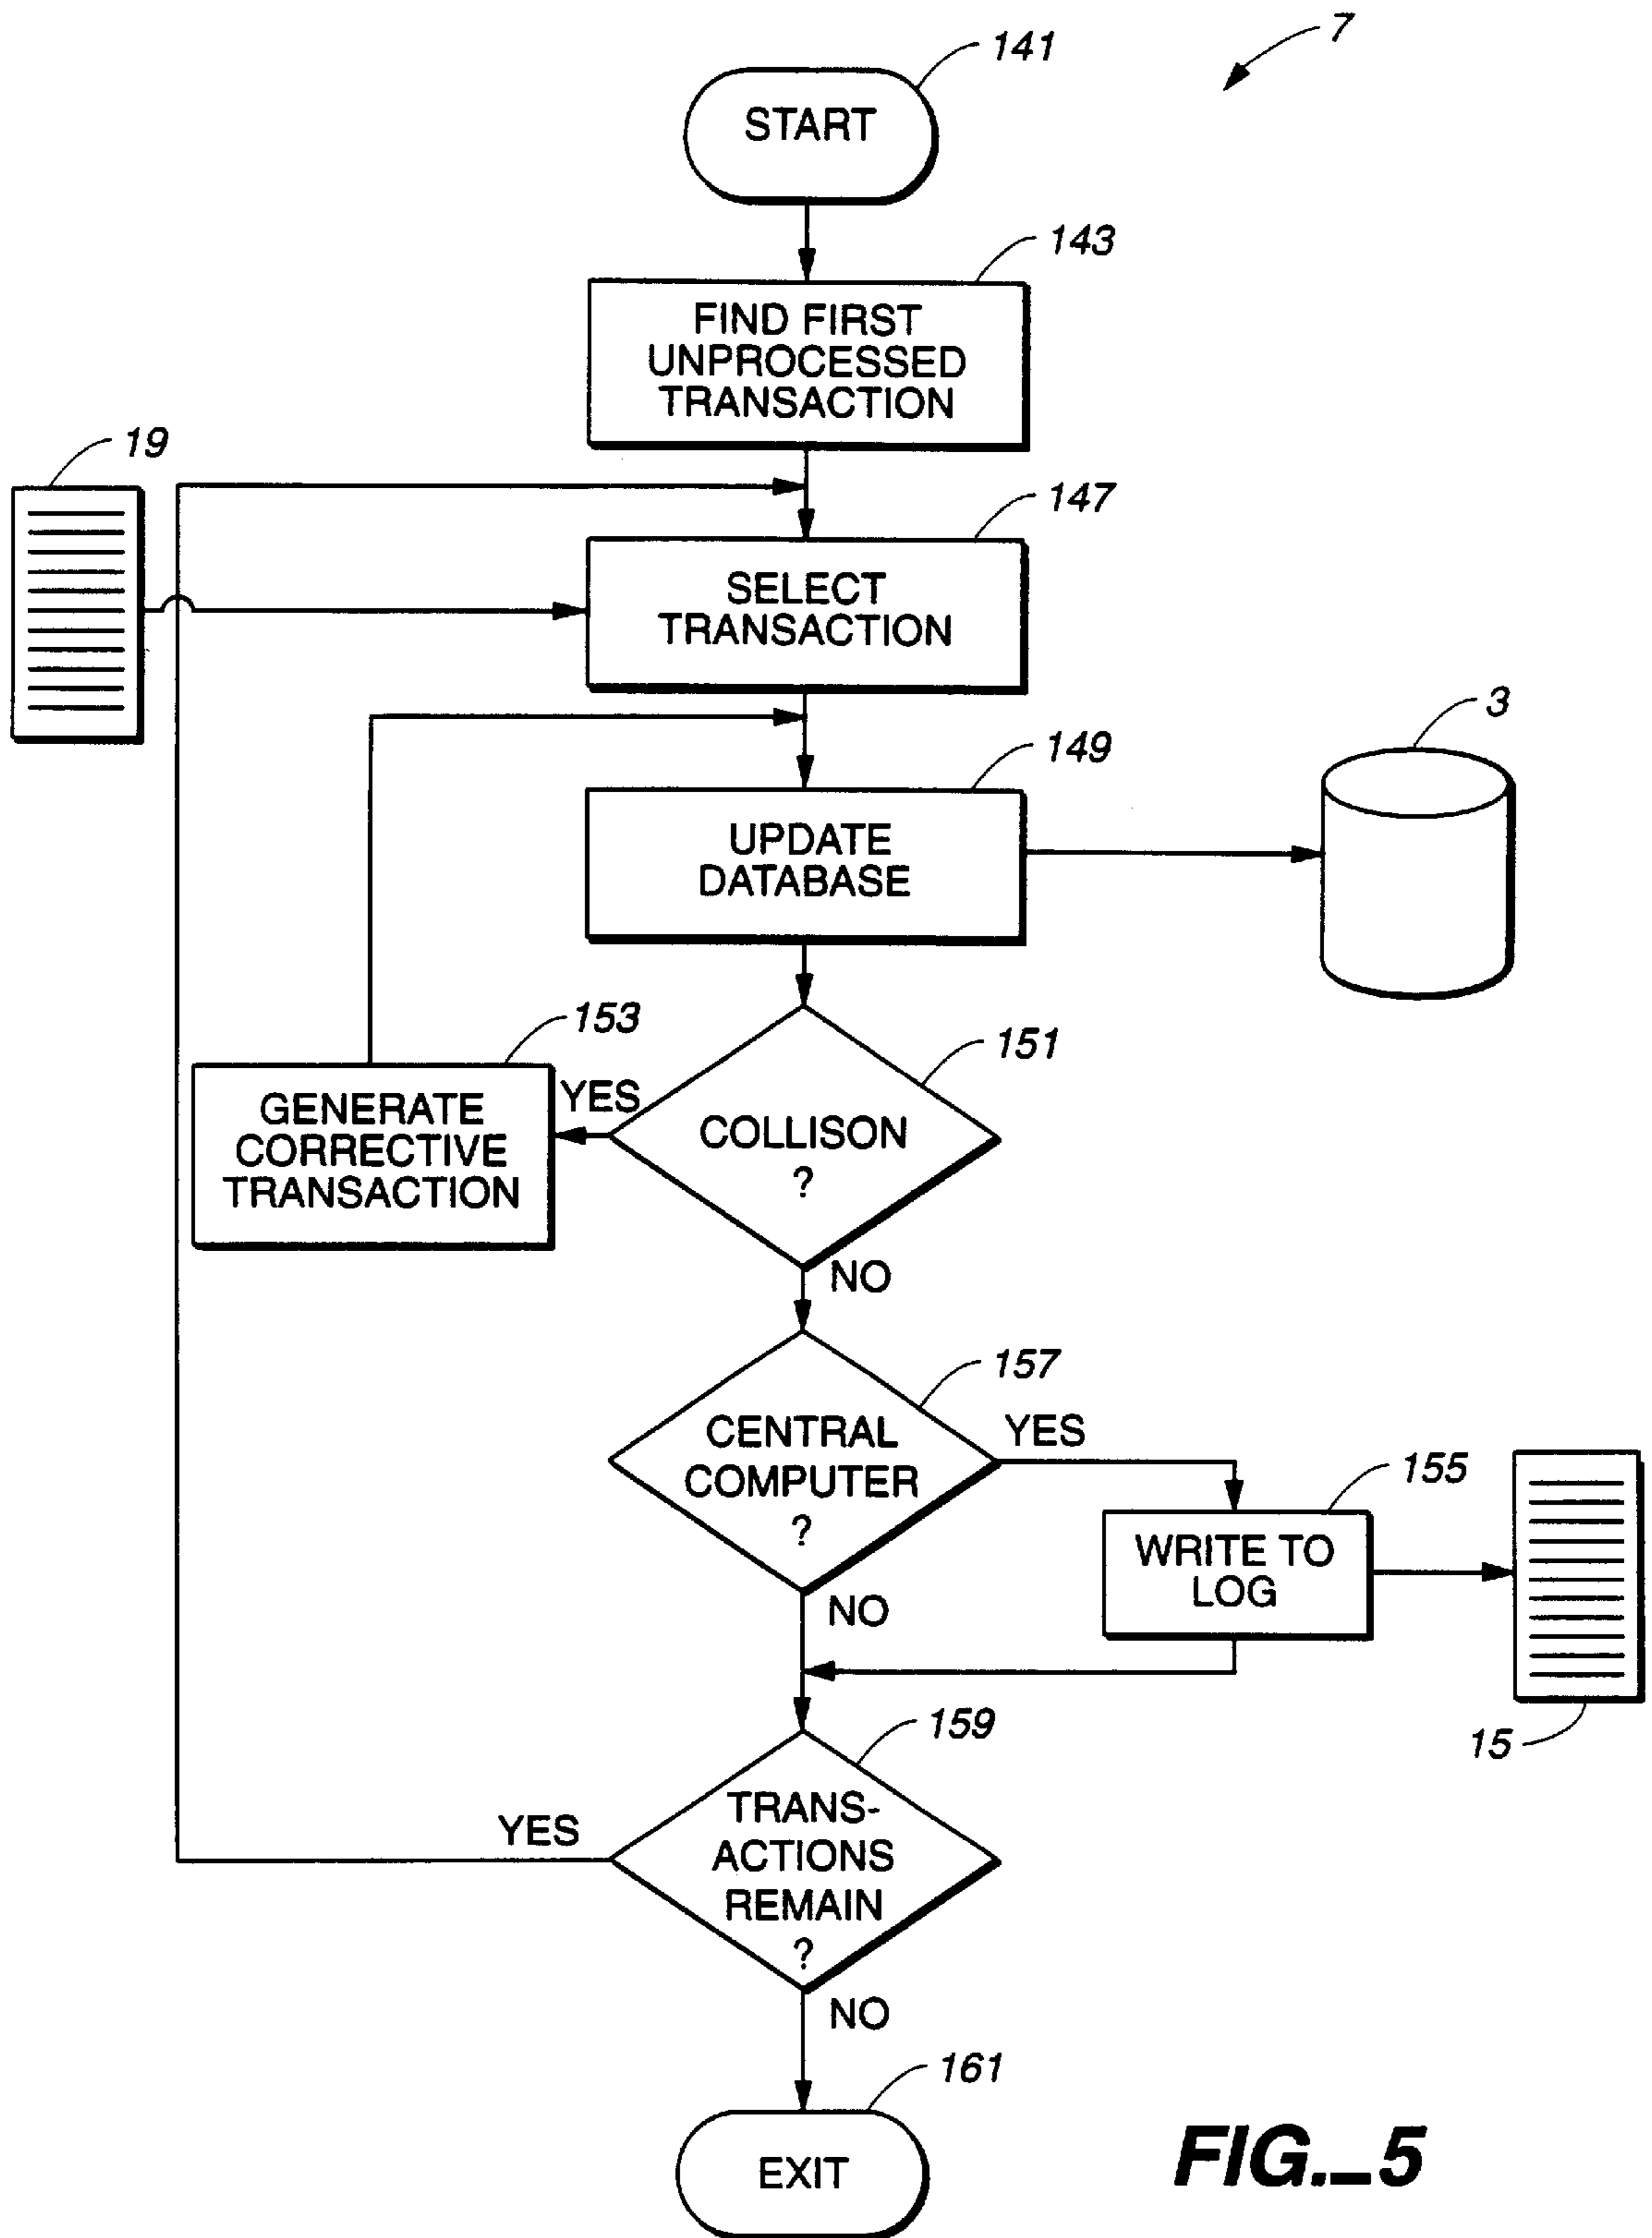 7
141
START
143
FIND FIRST
UNPROCESSED
TRANSACTION
19
147
SELECT
TRANSACTION
3
149
UPDATE
DATABASE
153
151
GENERATE
CORRECTIVE
TRANSACTION
YES
COLLISON
?
NO
157
CENTRAL
COMPUTER
?
YES
155
WRITE TO
LOG
NO
15
159
TRANS-
ACTIONS
REMAIN
?
YES
NO
161
EXIT
FIG._5